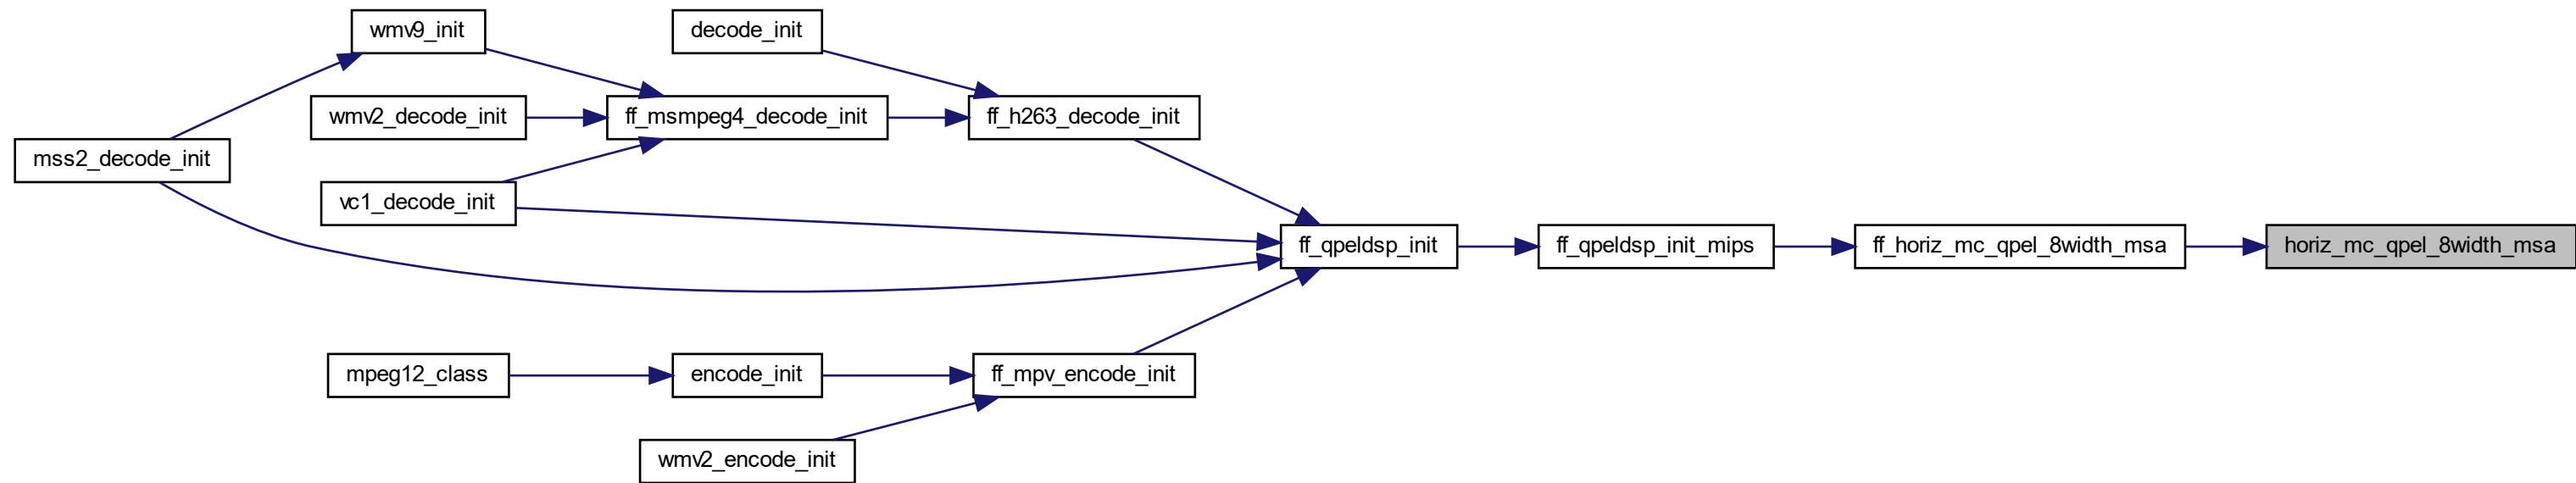 wmv9_init
decode_init
wmv2_decode_init
ff_msmpeg4_decode_init
ff_h263_decode_init
mss2_decode_init
vc1_decode_init
ff_qpeldsp_init
ff_qpeldsp_init_mips
ff_horiz_mc_qpel_8width_msa
horiz_mc_qpel_8width_msa
mpeg12_class
encode_init
ff_mpv_encode_init
wmv2_encode_init